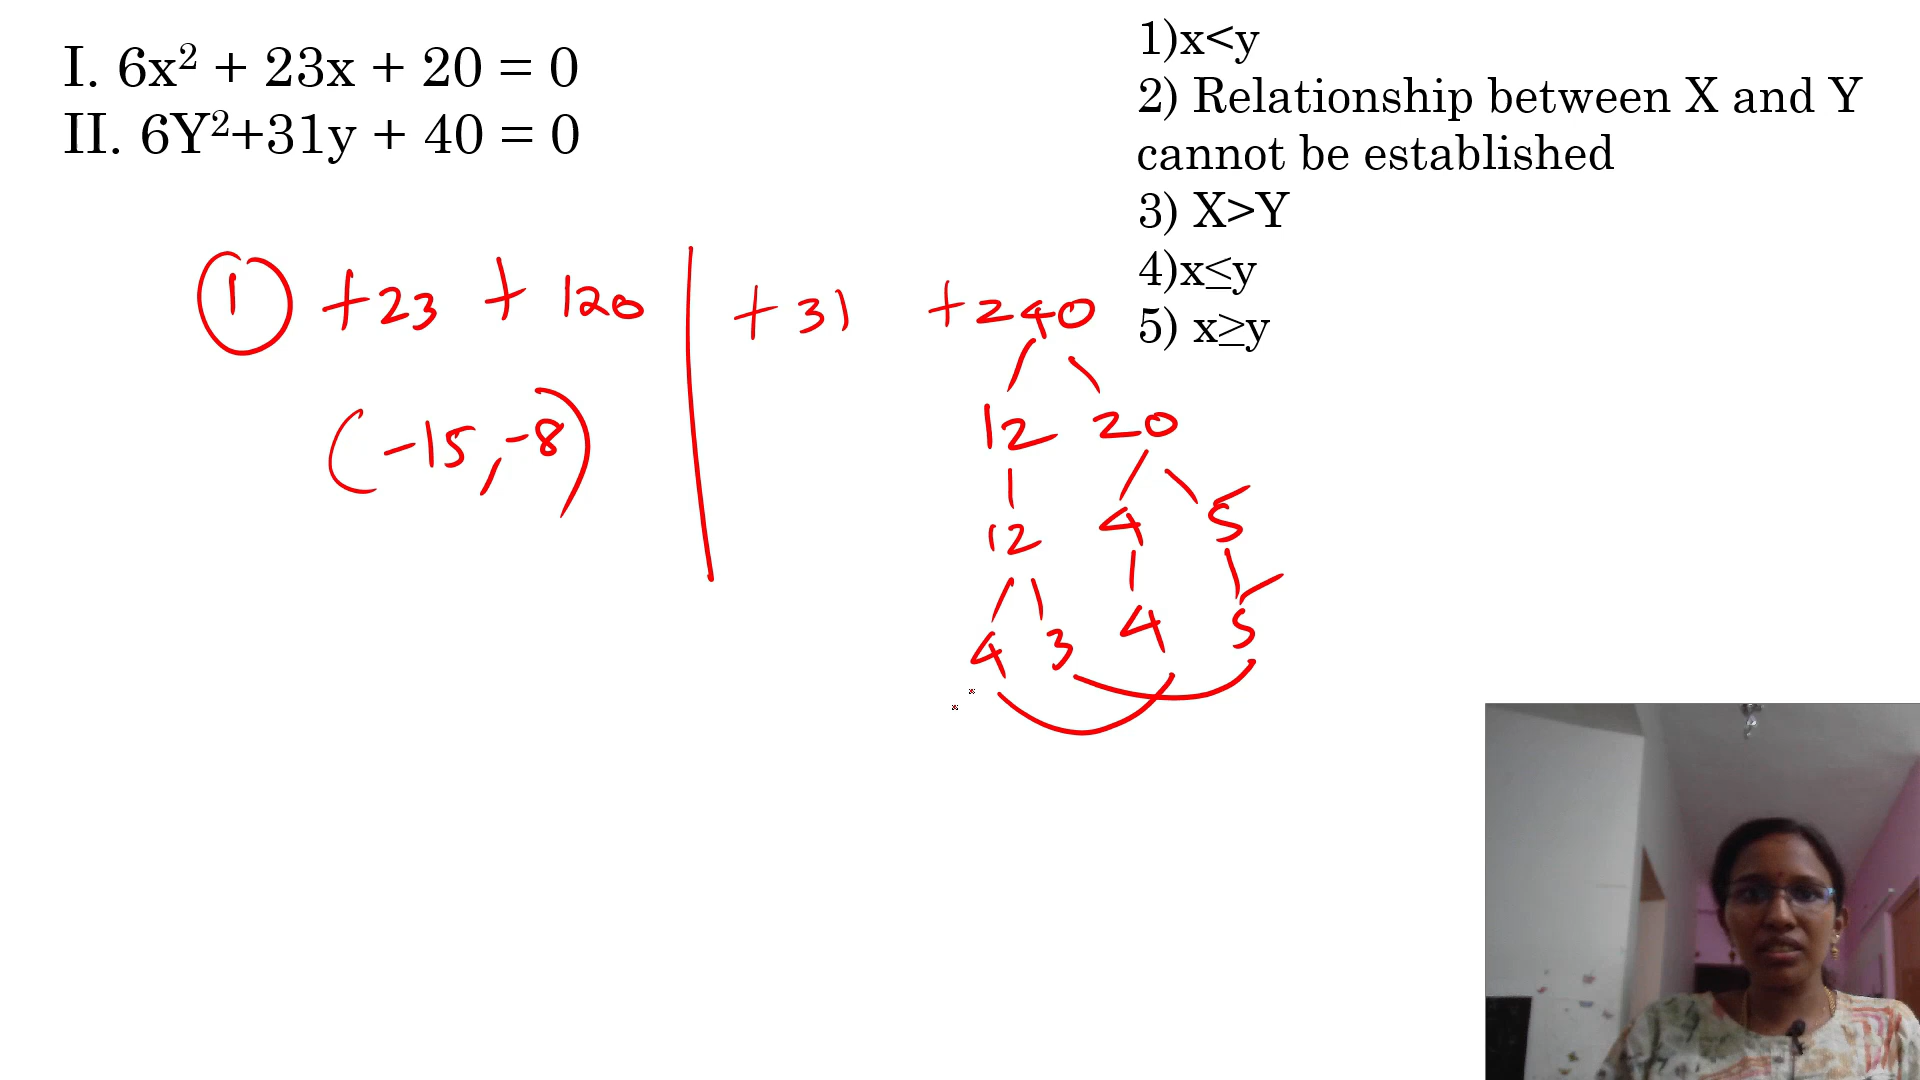 I. 6x² + 23x + 20 = 0
II. 6Y²+31y + 40 = 0
1)x<y
2) Relationship between X and Y
cannot be established
3) X>Y
4)x≤y
5) x≥y
① +23 + 120
(-15, -8)
+31 +240
12 20
12 4 5
4 3 4 5